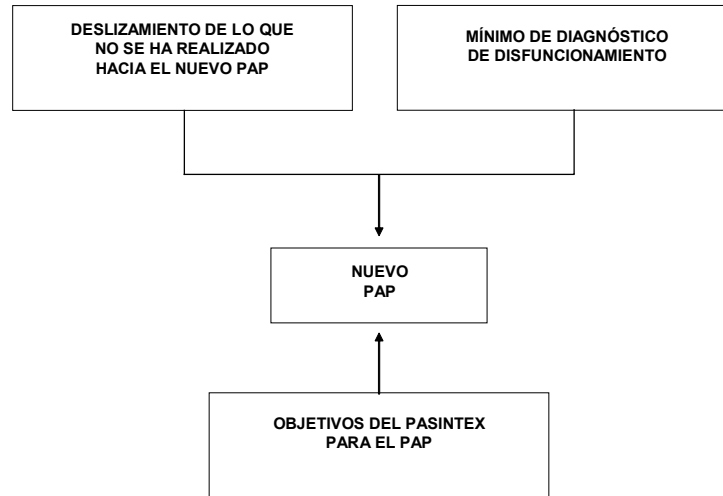 DESLIZAMIENTO DE LO QUE
NO SE HA REALIZADO
HACIA EL NUEVO PAP
MÍNIMO DE DIAGNÓSTICO
DE DISFUNCIONAMIENTO
NUEVO
PAP
OBJETIVOS DEL PASINTEX
PARA EL PAP